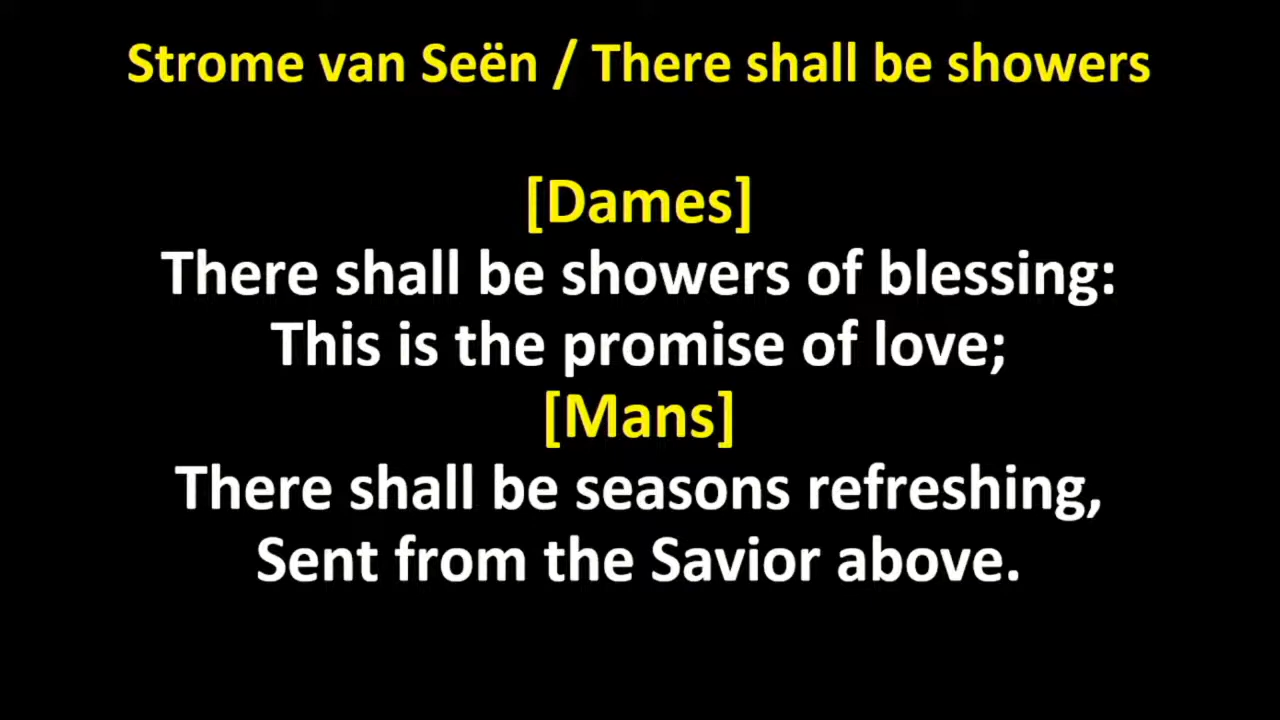 Strome van Seën / There shall be showers
[Dames]
There shall be showers of blessing:
This is the promise of love;
[Mans]
There shall be seasons refreshing,
Sent from the Savior above.